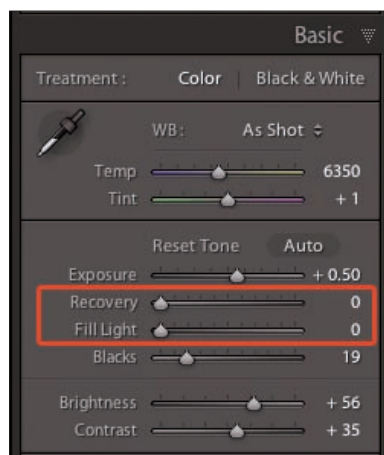 Basic
Treatment : Color | Black & White
WB : As Shot
Temp 6350
Tint + 1
Reset Tone Auto
Exposure + 0.50
Recovery 0
Fill Light 0
Blacks 19
Brightness + 56
Contrast + 35